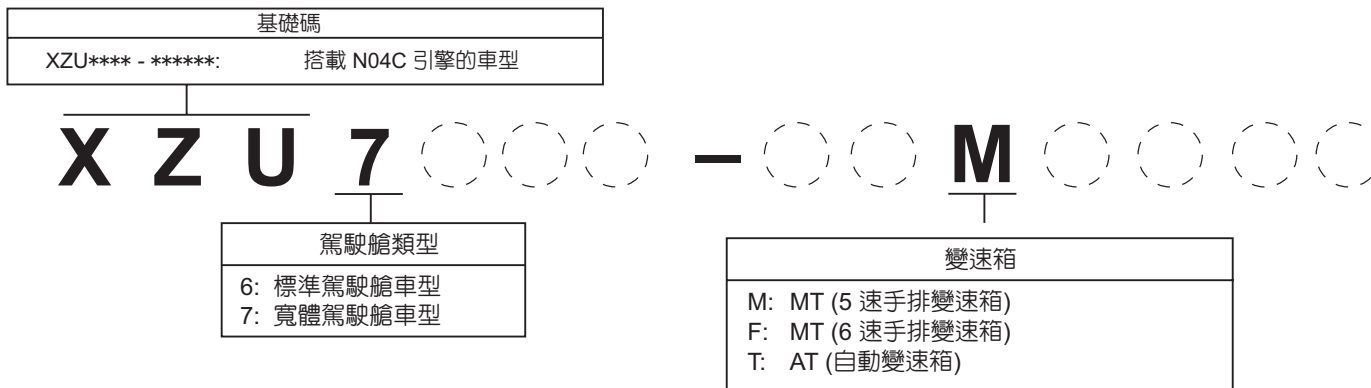 基礎碼
XZU**** - ******: 搭載 N04C 引擎的車型
X Z U 7 – M
駕駛艙類型
6: 標準駕駛艙車型
7: 寬體駕駛艙車型
變速箱
M: MT (5 速手排變速箱)
F: MT (6 速手排變速箱)
T: AT (自動變速箱)